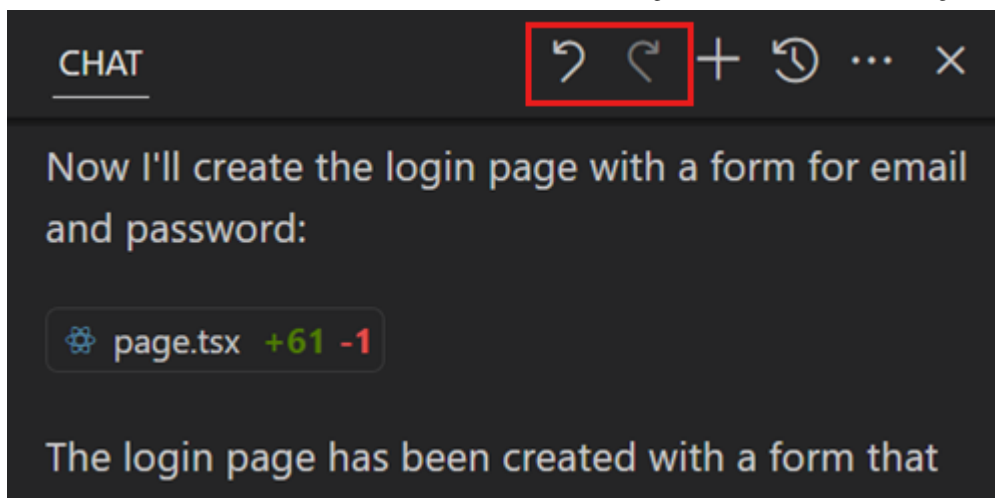 CHAT
Now I'll create the login page with a form for email
and password:
page.tsx +61 -1
The login page has been created with a form that